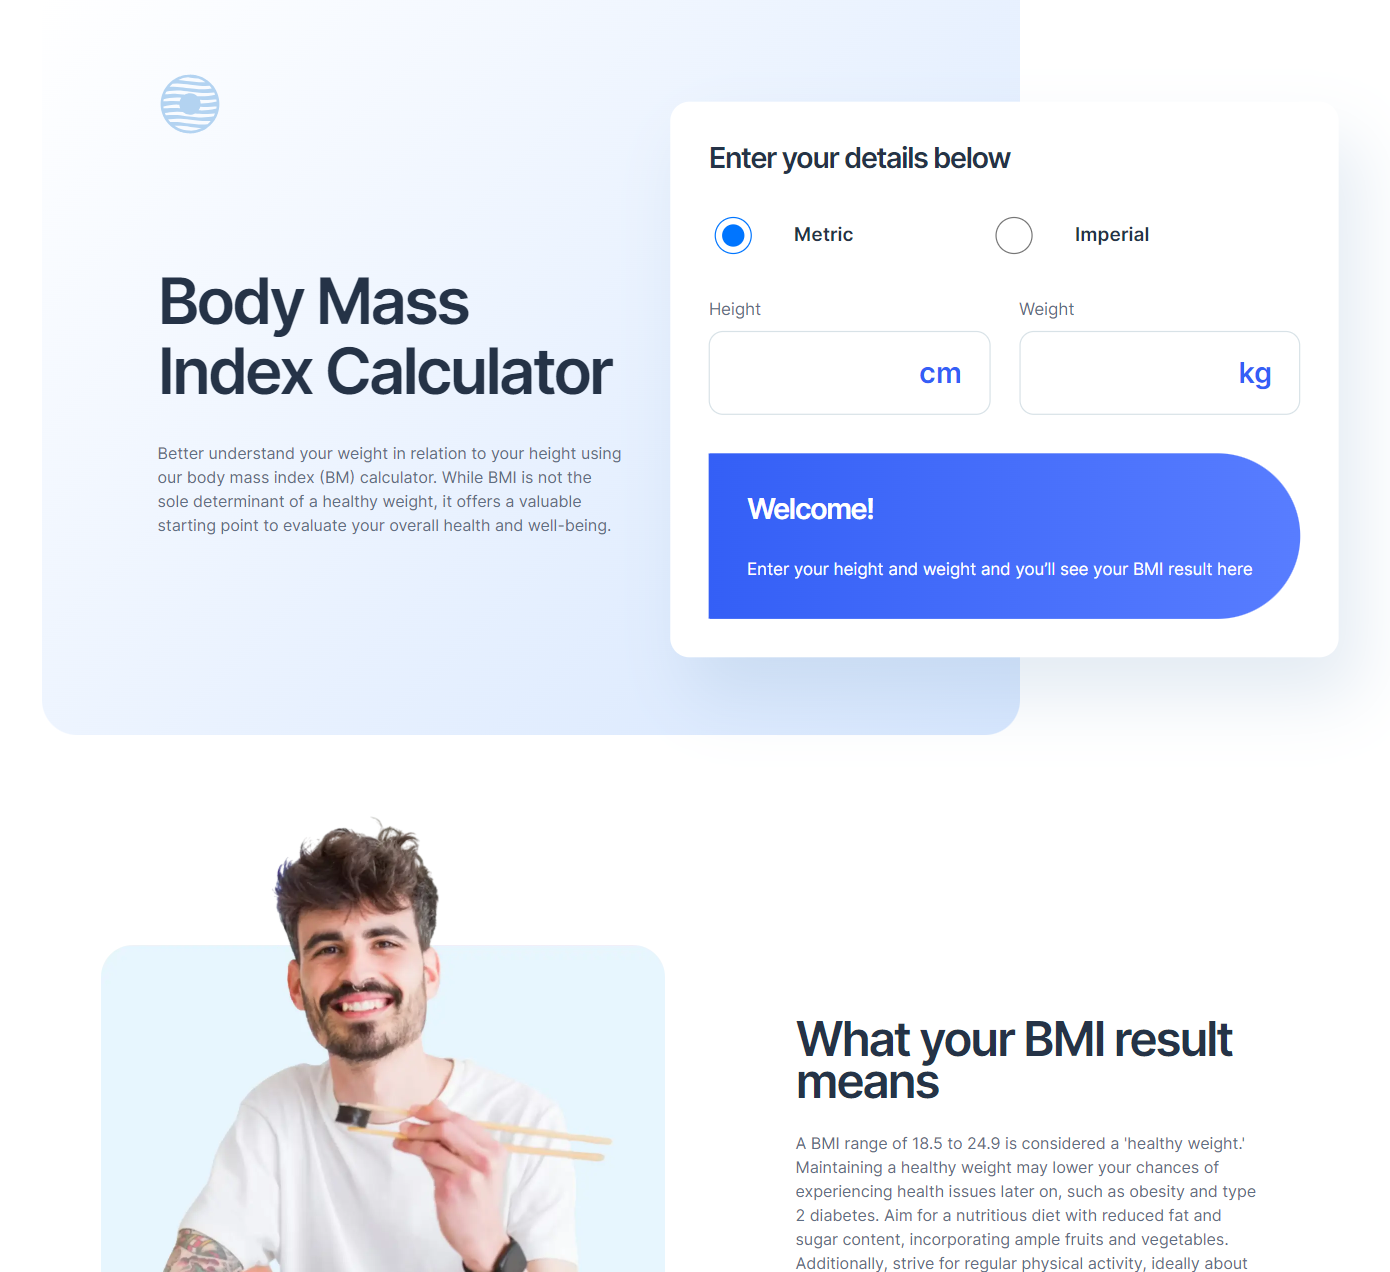 Body Mass
Index Calculator
Better understand your weight in relation to your height using
our body mass index (BM) calculator. While BMI is not the
sole determinant of a healthy weight, it offers a valuable
starting point to evaluate your overall health and well-being.
Enter your details below
Metric
Imperial
Height
Weight
cm
kg
Welcome!
Enter your height and weight and you’ll see your BMI result here
What your BMI result
means
A BMI range of 18.5 to 24.9 is considered a 'healthy weight.'
Maintaining a healthy weight may lower your chances of
experiencing health issues later on, such as obesity and type
2 diabetes. Aim for a nutritious diet with reduced fat and
sugar content, incorporating ample fruits and vegetables.
Additionally, strive for regular physical activity, ideally about